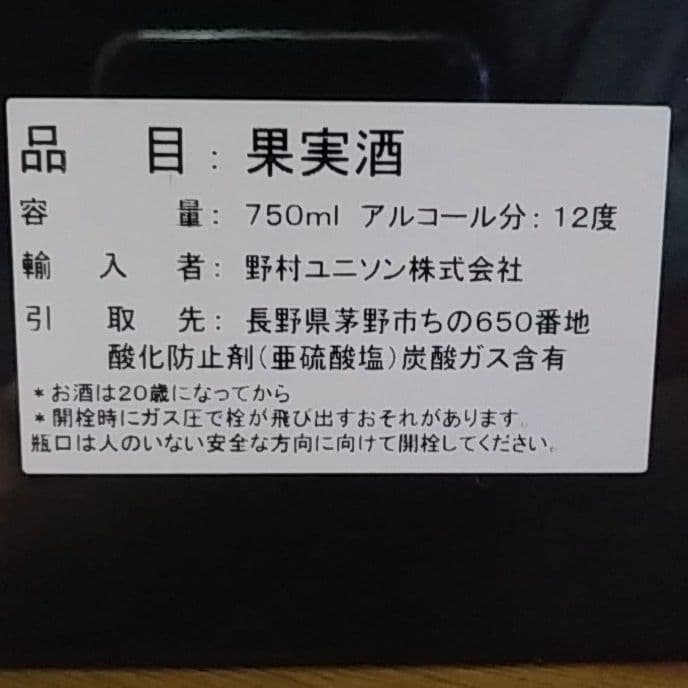 品目: 果実酒
容量: 750ml アルコール分: 12度
輸入者: 野村ユニソン株式会社
引取先: 長野県茅野市ちの650番地
酸化防止剤(亜硫酸塩)炭酸ガス含有
*お酒は20歳になってから
*開栓時にガス圧で栓が飛び出すおそれがあります。
瓶口は人のいない安全な方向に向けて開栓してください。